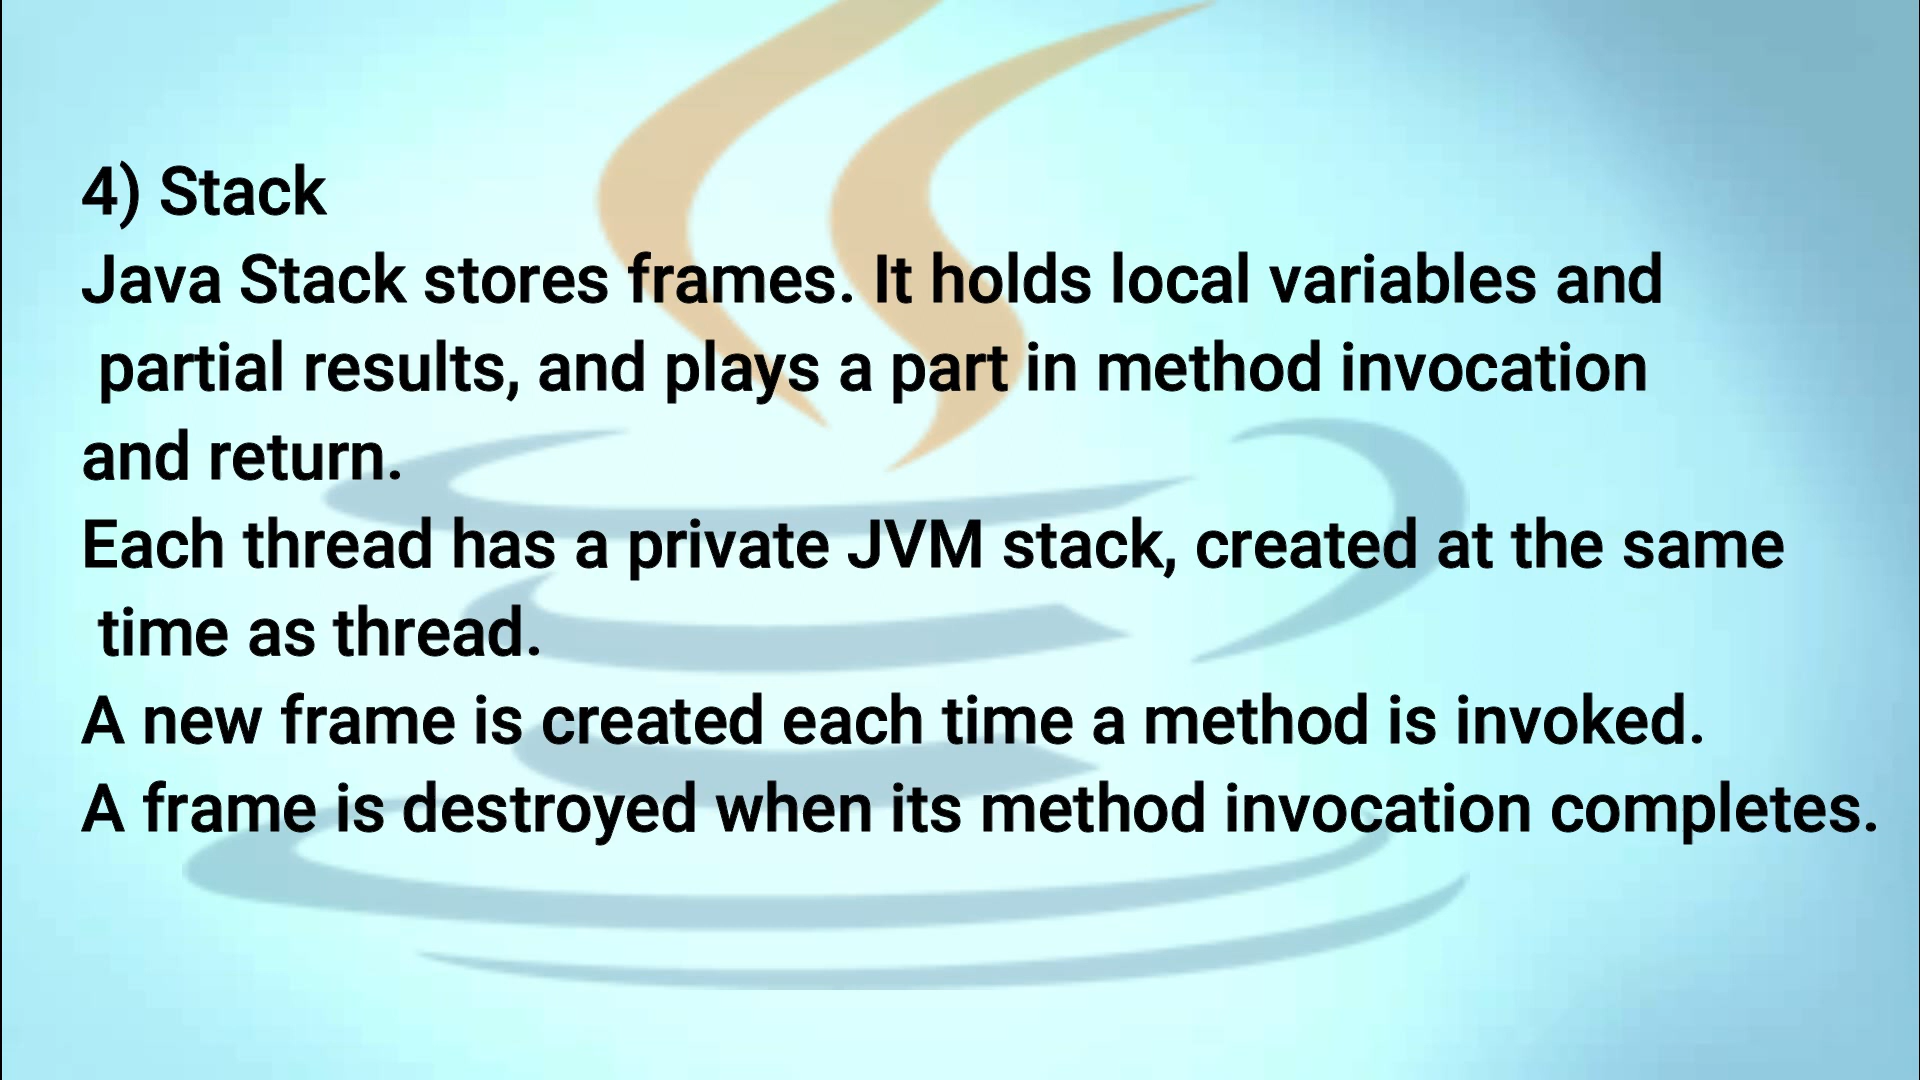 4) Stack
Java Stack stores frames. It holds local variables and
partial results, and plays a part in method invocation
and return.
Each thread has a private JVM stack, created at the same
time as thread.
A new frame is created each time a method is invoked.
A frame is destroyed when its method invocation completes.